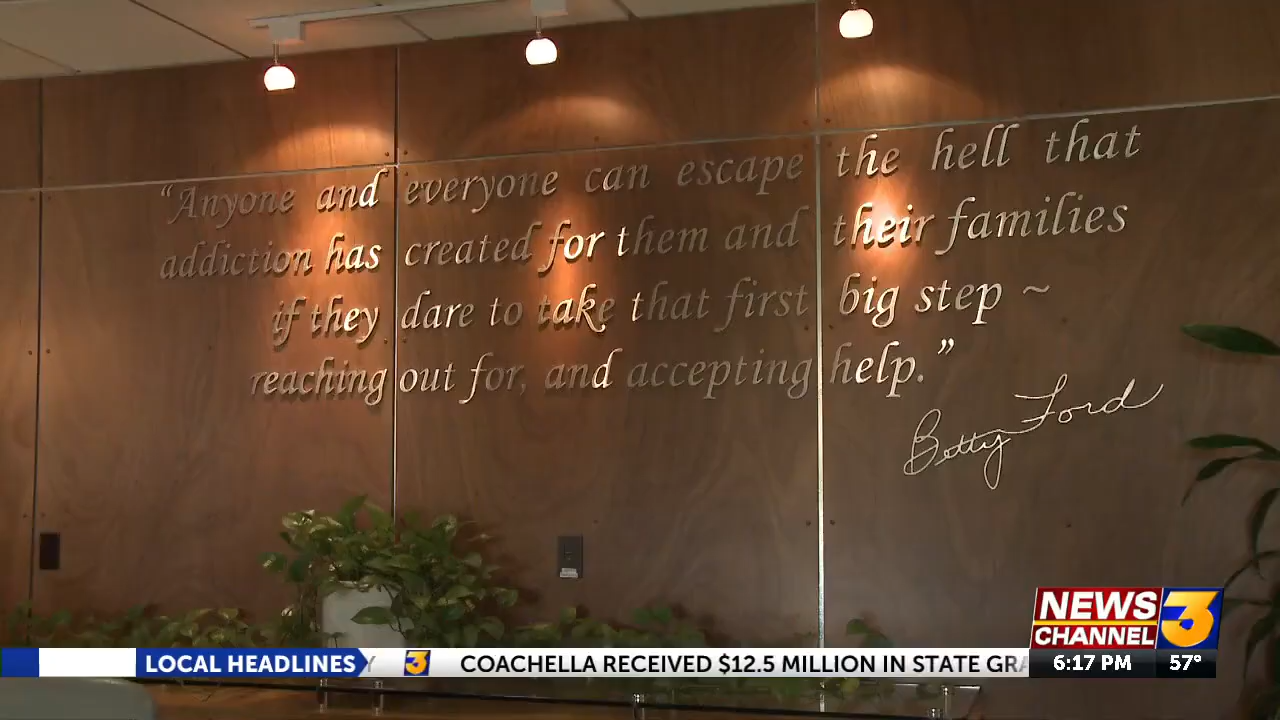 “Anyone and everyone can escape the hell that
addiction has created for them and their families
if they dare to take that first big step ~
reaching out for, and accepting help.”
Betty Ford
NEWS
CHANNEL 3
LOCAL HEADLINES
3 COACHELLA RECEIVED $12.5 MILLION IN STATE
6:17 PM 57°